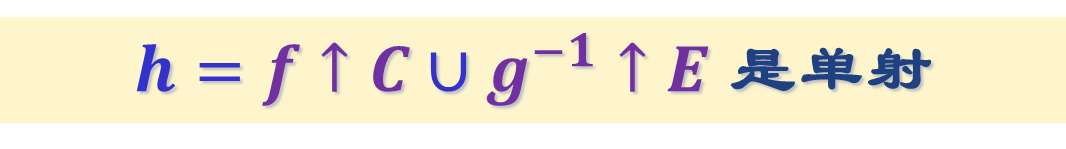 h = f ↑ C ∪ g⁻¹ ↑ E 是单射